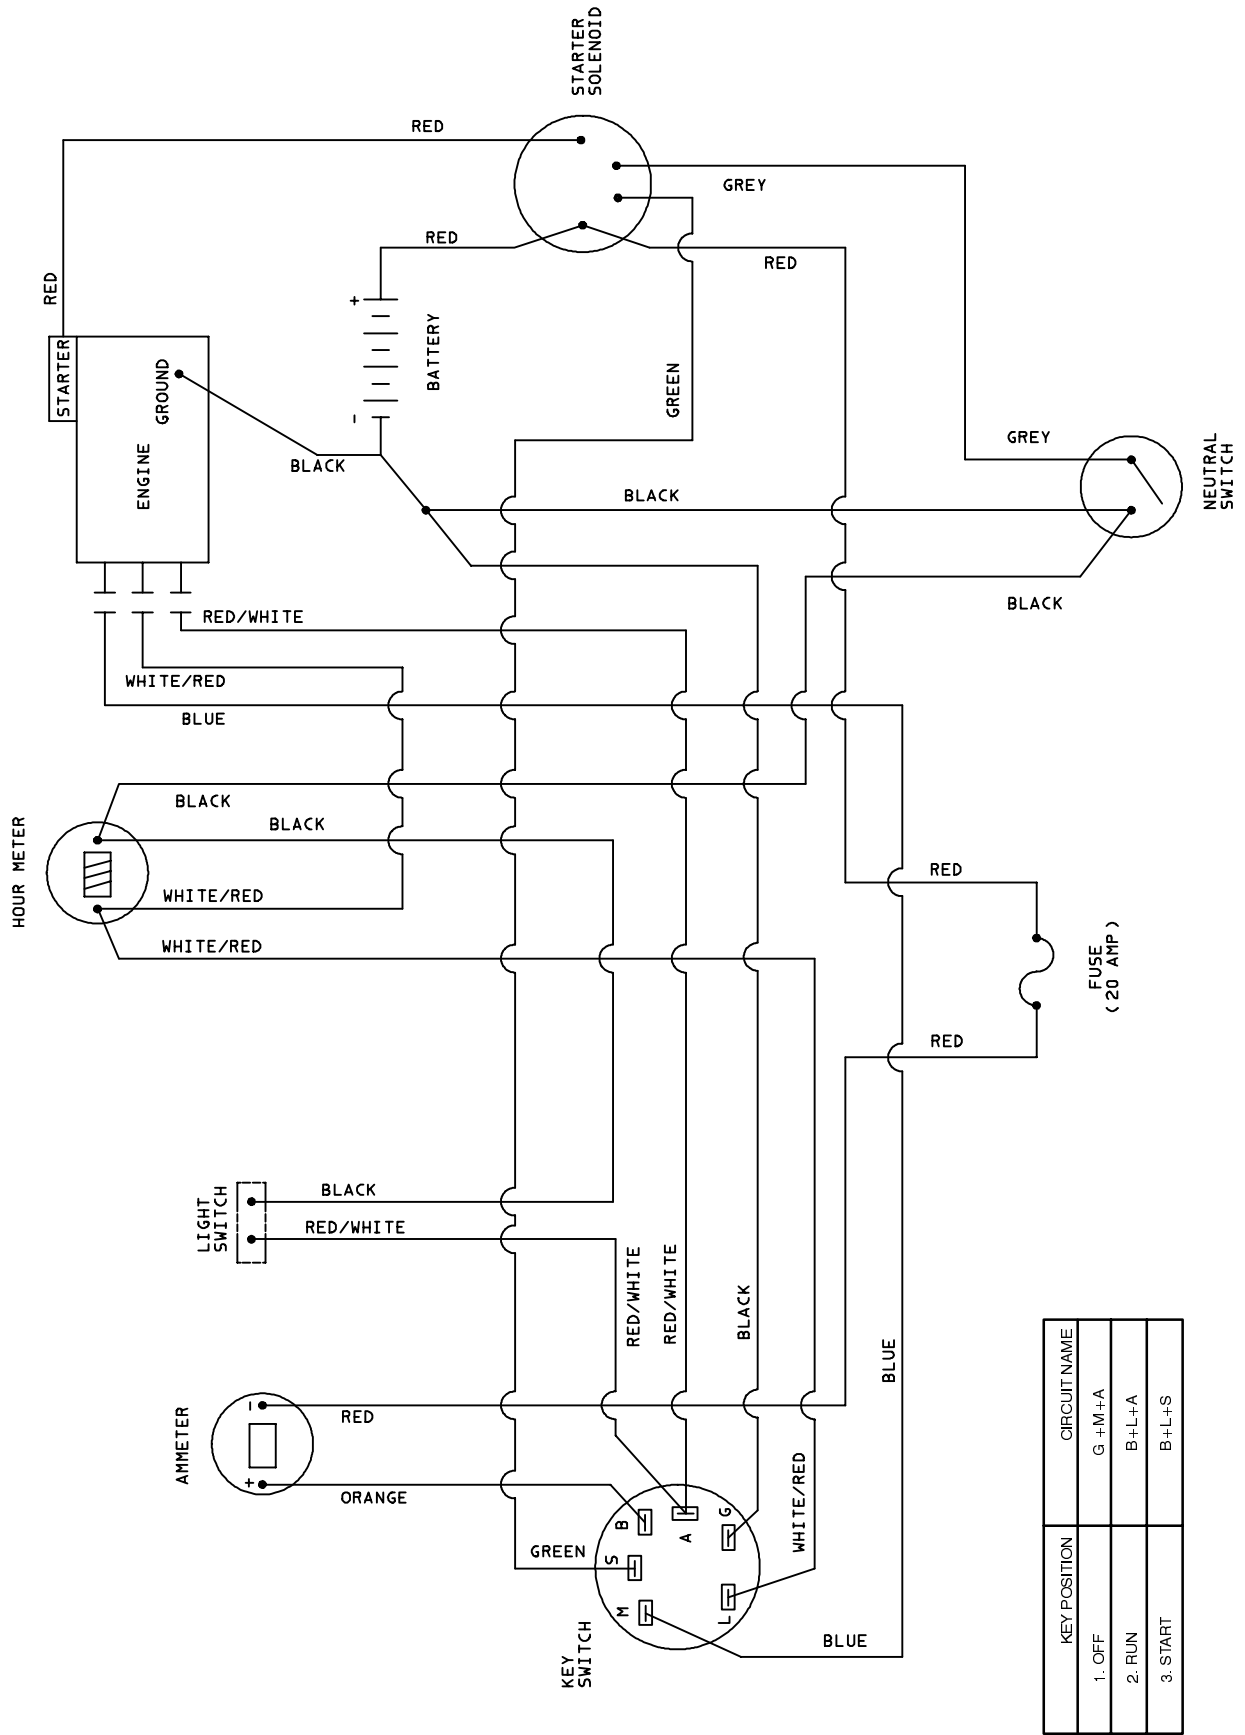 STARTER
SOLENOID
RED
GREY
RED
RED
RED
STARTER
GROUND
ENGINE
+
-
BATTERY
GREEN
BLACK
GREY
NEUTRAL
SWITCH
BLACK
BLACK
RED/WHITE
WHITE/RED
BLUE
BLACK
BLACK
HOUR METER
WHITE/RED
WHITE/RED
RED
FUSE
(20 AMP)
RED
LIGHT
SWITCH
BLACK
RED/WHITE
RED/WHITE
RED/WHITE
BLACK
BLUE
AMMETER
-
+
RED
ORANGE
WHITE/RED
GREEN
B
A
G
S
M
L
KEY
SWITCH
BLUE
KEY POSITION CIRCUIT NAME
1. OFF G +M+A
2. RUN B+L+A
3. START B+L+S